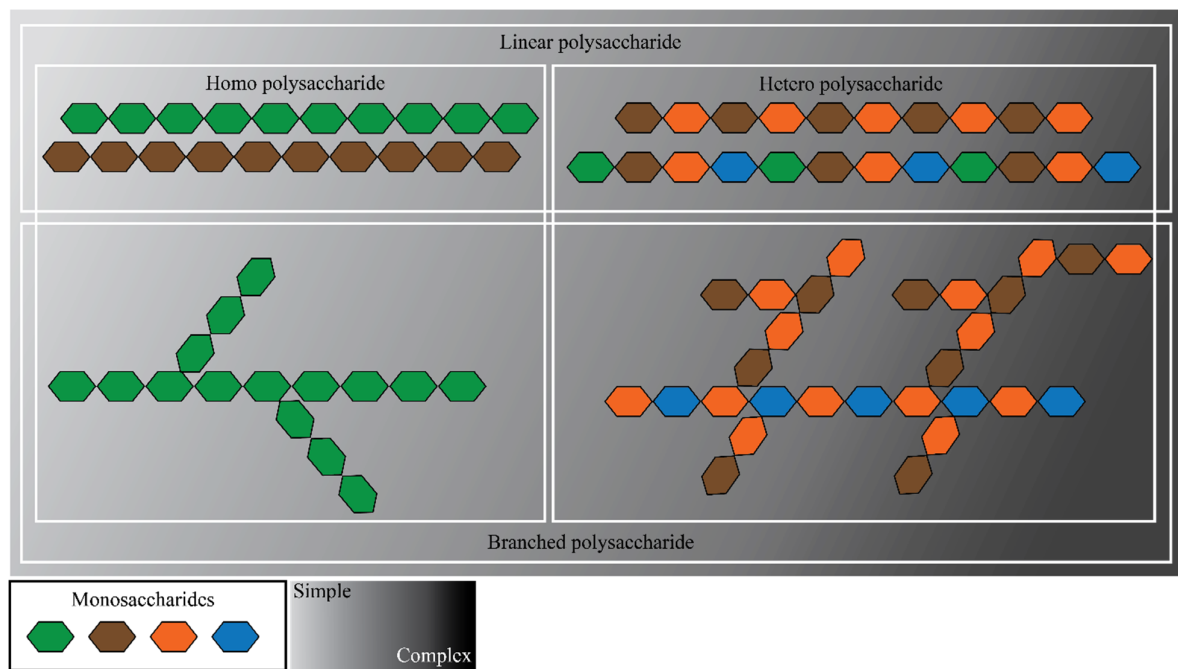 Linear polysaccharide
Homo polysaccharide
Hetero polysaccharide
Branched polysaccharide
Monosaccharides
Simple
Complex